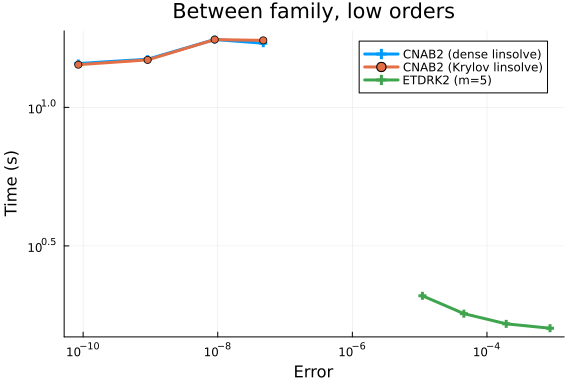 Between family, low orders
CNAB2 (dense linsolve)
CNAB2 (Krylov linsolve)
ETDRK2 (m=5)
10^1.0
10^0.5
Time (s)
10^-10
10^-8
10^-6
10^-4
Error